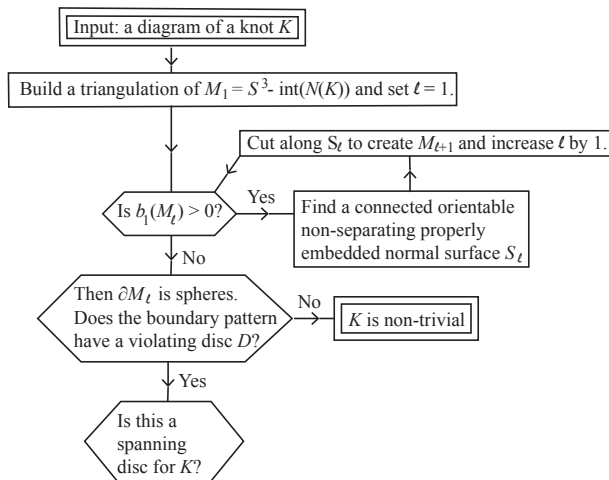 Input: a diagram of a knot K
Build a triangulation of M₁ = S³- int(N(K)) and set ℓ = 1.
Cut along Sℓ to create Mℓ+1 and increase ℓ by 1.
Is b₁(Mℓ) > 0?
Yes
Find a connected orientable
non-separating properly
embedded normal surface Sℓ
No
Then ∂Mℓ is spheres.
Does the boundary pattern
have a violating disc D?
No
K is non-trivial
Yes
Is this a
spanning
disc for K?